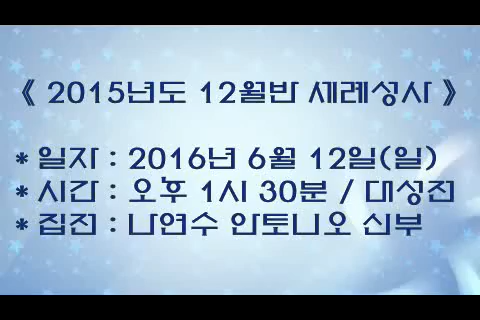 《 2015년도 12월반 세례성사 》
* 일자 : 2016년 6월 12일(일)
* 시간 : 오후 1시 30분 / 대성전
* 집전 : 나연수 안토니오 신부